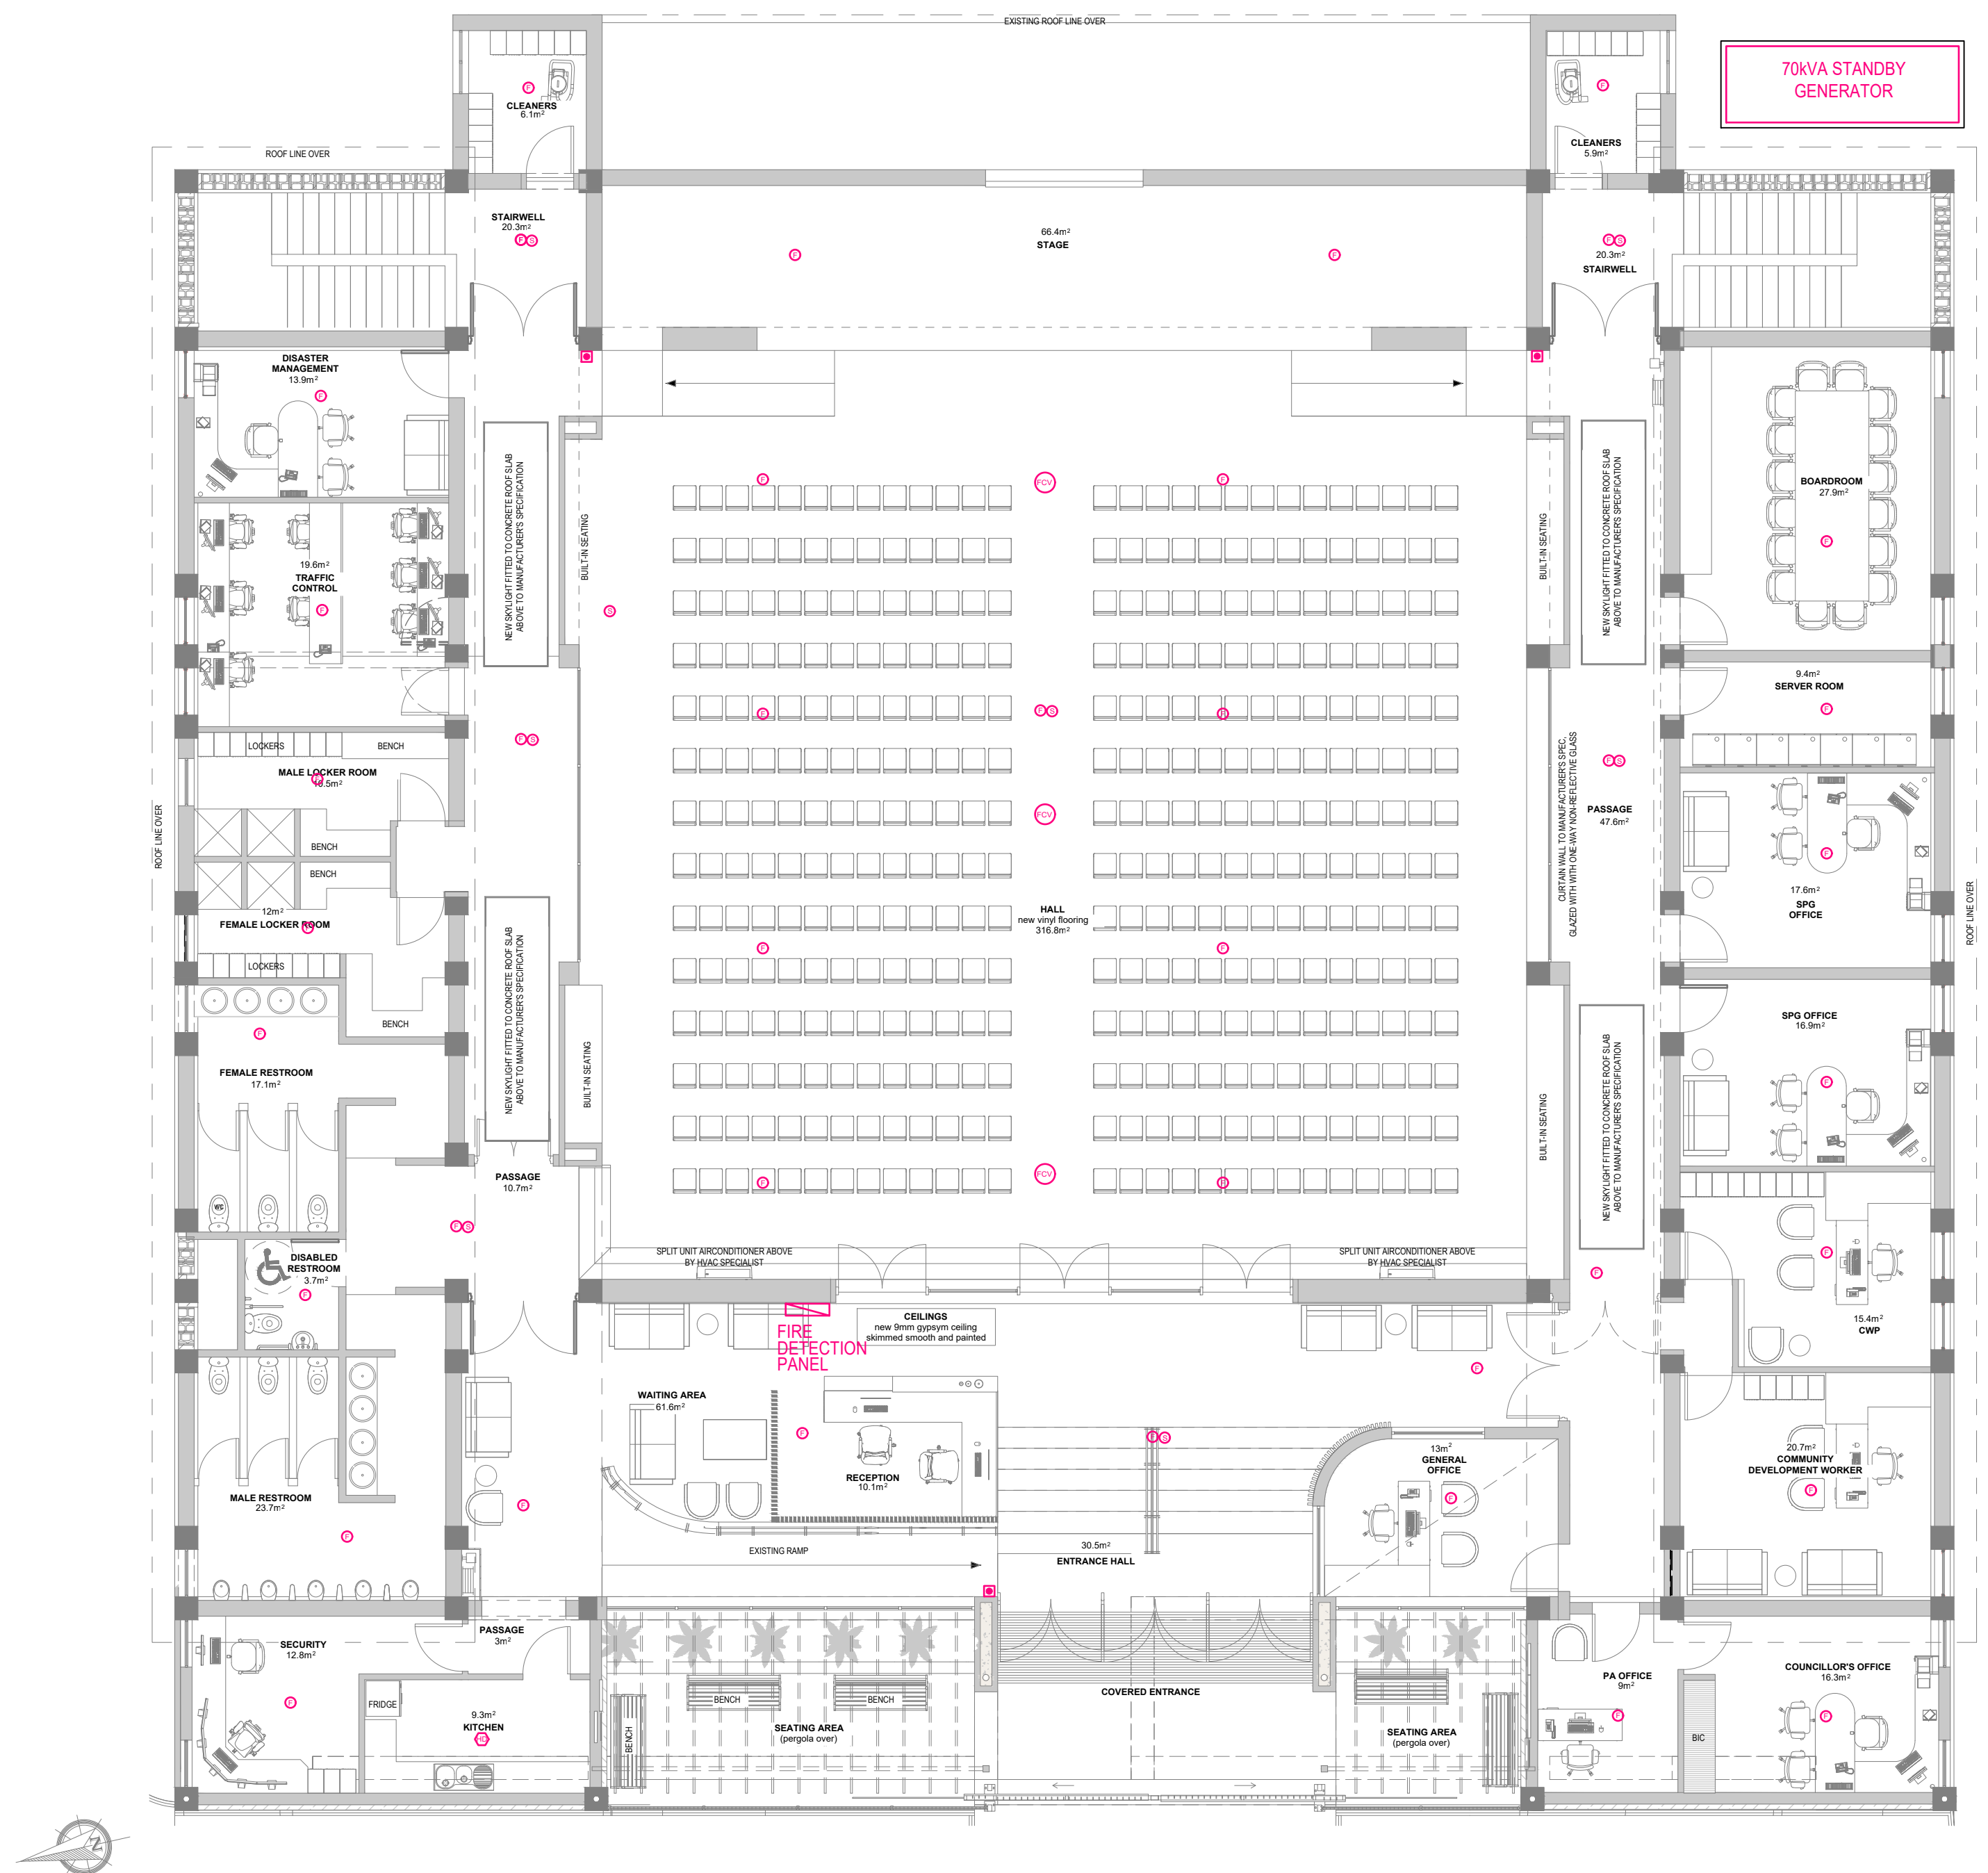 EXISTING ROOF LINE OVER
70kVA STANDBY
GENERATOR
F
CLEANERS
6.1m²
F
CLEANERS
5.9m²
ROOF LINE OVER
STAIRWELL
20.3m²
F S
66.4m²
STAGE
F
F
F S
20.3m²
STAIRWELL
DISASTER
MANAGEMENT
13.9m²
F
NEW SKYLIGHT FITTED TO CONCRETE ROOF SLAB
ABOVE TO MANUFACTURER'S SPECIFICATION
BUILT-IN SEATING
F
FCV
F
BUILT-IN SEATING
NEW SKYLIGHT FITTED TO CONCRETE ROOF SLAB
ABOVE TO MANUFACTURER'S SPECIFICATION
BOARDROOM
27.9m²
F
19.6m²
TRAFFIC
CONTROL
F
S
9.4m²
SERVER ROOM
F
F
F S
F
F S
LOCKERS
BENCH
MALE LOCKER ROOM
16.5m²
F S
CURTAIN WALL TO MANUFACTURER'S SPEC,
GLAZED WITH WITH ONE-WAY NON-REFLECTIVE GLASS
F S
PASSAGE
47.6m²
ROOF LINE OVER
BENCH
BENCH
FCV
F
17.6m²
SPG
OFFICE
12m²
FEMALE LOCKER ROOM
LOCKERS
BENCH
HALL
new vinyl flooring
316.8m²
F
F
ROOF LINE OVER
NEW SKYLIGHT FITTED TO CONCRETE ROOF SLAB
ABOVE TO MANUFACTURER'S SPECIFICATION
BUILT-IN SEATING
BUILT-IN SEATING
NEW SKYLIGHT FITTED TO CONCRETE ROOF SLAB
ABOVE TO MANUFACTURER'S SPECIFICATION
SPG OFFICE
16.9m²
F
F
FEMALE RESTROOM
17.1m²
WC
PASSAGE
10.7m²
F S
F
FCV
F
DISABLED
RESTROOM
3.7m²
F
SPLIT UNIT AIRCONDITIONER ABOVE
BY HVAC SPECIALIST
SPLIT UNIT AIRCONDITIONER ABOVE
BY HVAC SPECIALIST
F
F
15.4m²
CWP
FIRE
DETECTION
PANEL
CEILINGS
new 9mm gypsym ceiling
skimmed smooth and painted
F
WAITING AREA
61.6m²
F
RECEPTION
10.1m²
F S
13m²
GENERAL
OFFICE
F
20.7m²
COMMUNITY
DEVELOPMENT WORKER
F
MALE RESTROOM
23.7m²
F
F
EXISTING RAMP
30.5m²
ENTRANCE HALL
SECURITY
12.8m²
F
PASSAGE
3m²
FRIDGE
9.3m²
KITCHEN
HD
BENCH
BENCH
BENCH
SEATING AREA
(pergola over)
COVERED ENTRANCE
SEATING AREA
(pergola over)
PA OFFICE
9m²
F
BIC
COUNCILLOR'S OFFICE
16.3m²
F
N